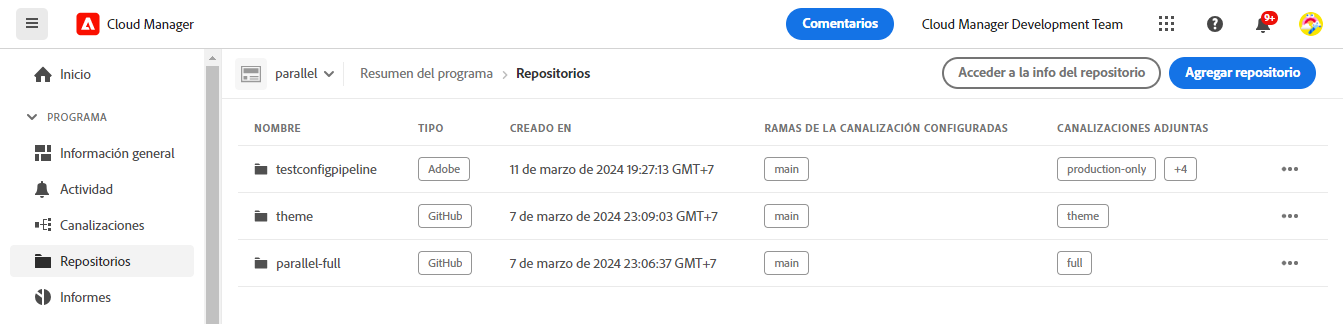 Cloud Manager Comentarios Cloud Manager Development Team 9+
Inicio
parallel Resumen del programa › Repositorios Acceder a la info del repositorio Agregar repositorio
PROGRAMA
Información general
Actividad
Canalizaciones
Repositorios
Informes
NOMBRE TIPO CREADO EN RAMAS DE LA CANALIZACIÓN CONFIGURADAS CANALIZACIONES ADJUNTAS
testconfigpipeline Adobe 11 de marzo de 2024 19:27:13 GMT+7 main production-only +4
theme GitHub 7 de marzo de 2024 23:09:03 GMT+7 main theme
parallel-full GitHub 7 de marzo de 2024 23:06:37 GMT+7 main full